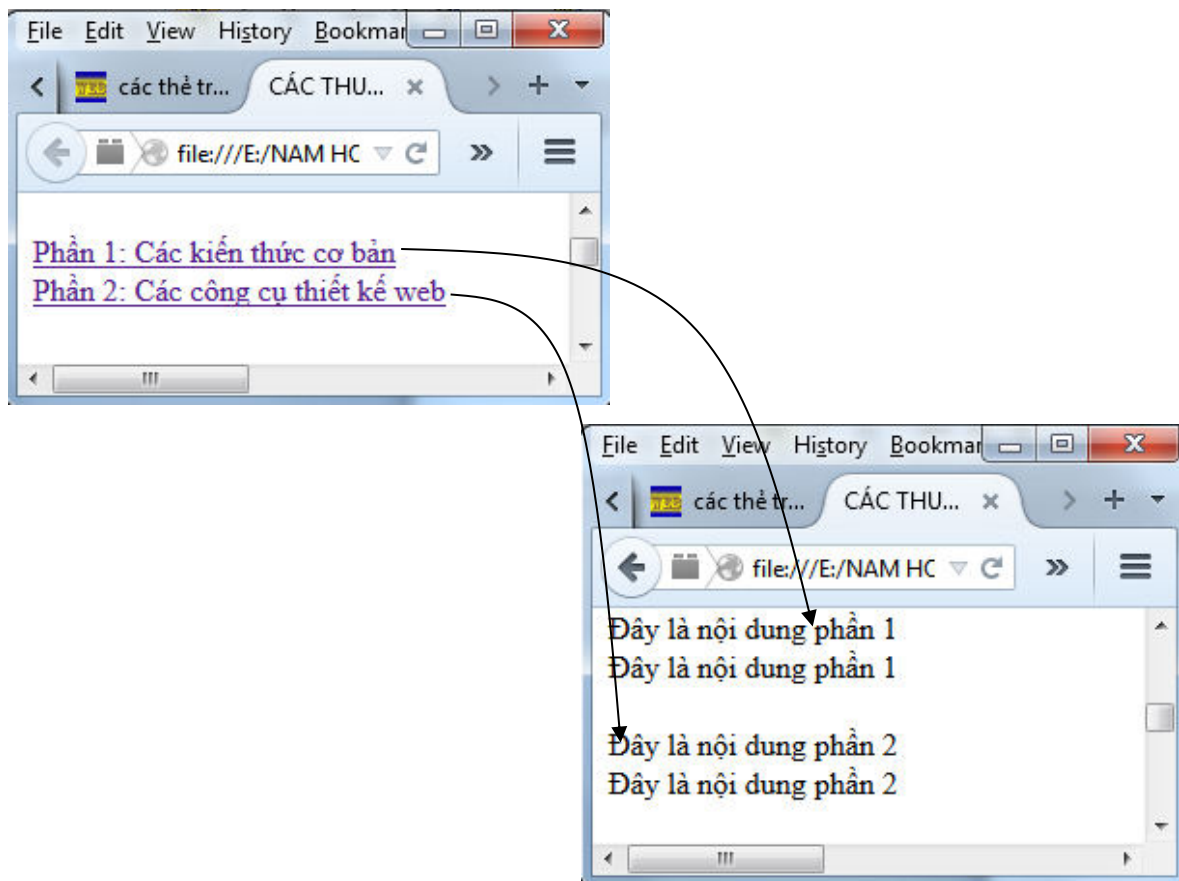 File Edit View History Bookmar
WEB các thẻ tr... CÁC THU...
file:///E:/NAM HC
Phần 1: Các kiến thức cơ bản
Phần 2: Các công cụ thiết kế web
File Edit View History Bookmar
WEB các thẻ tr... CÁC THU...
file:///E:/NAM HC
Đây là nội dung phần 1
Đây là nội dung phần 1
Đây là nội dung phần 2
Đây là nội dung phần 2